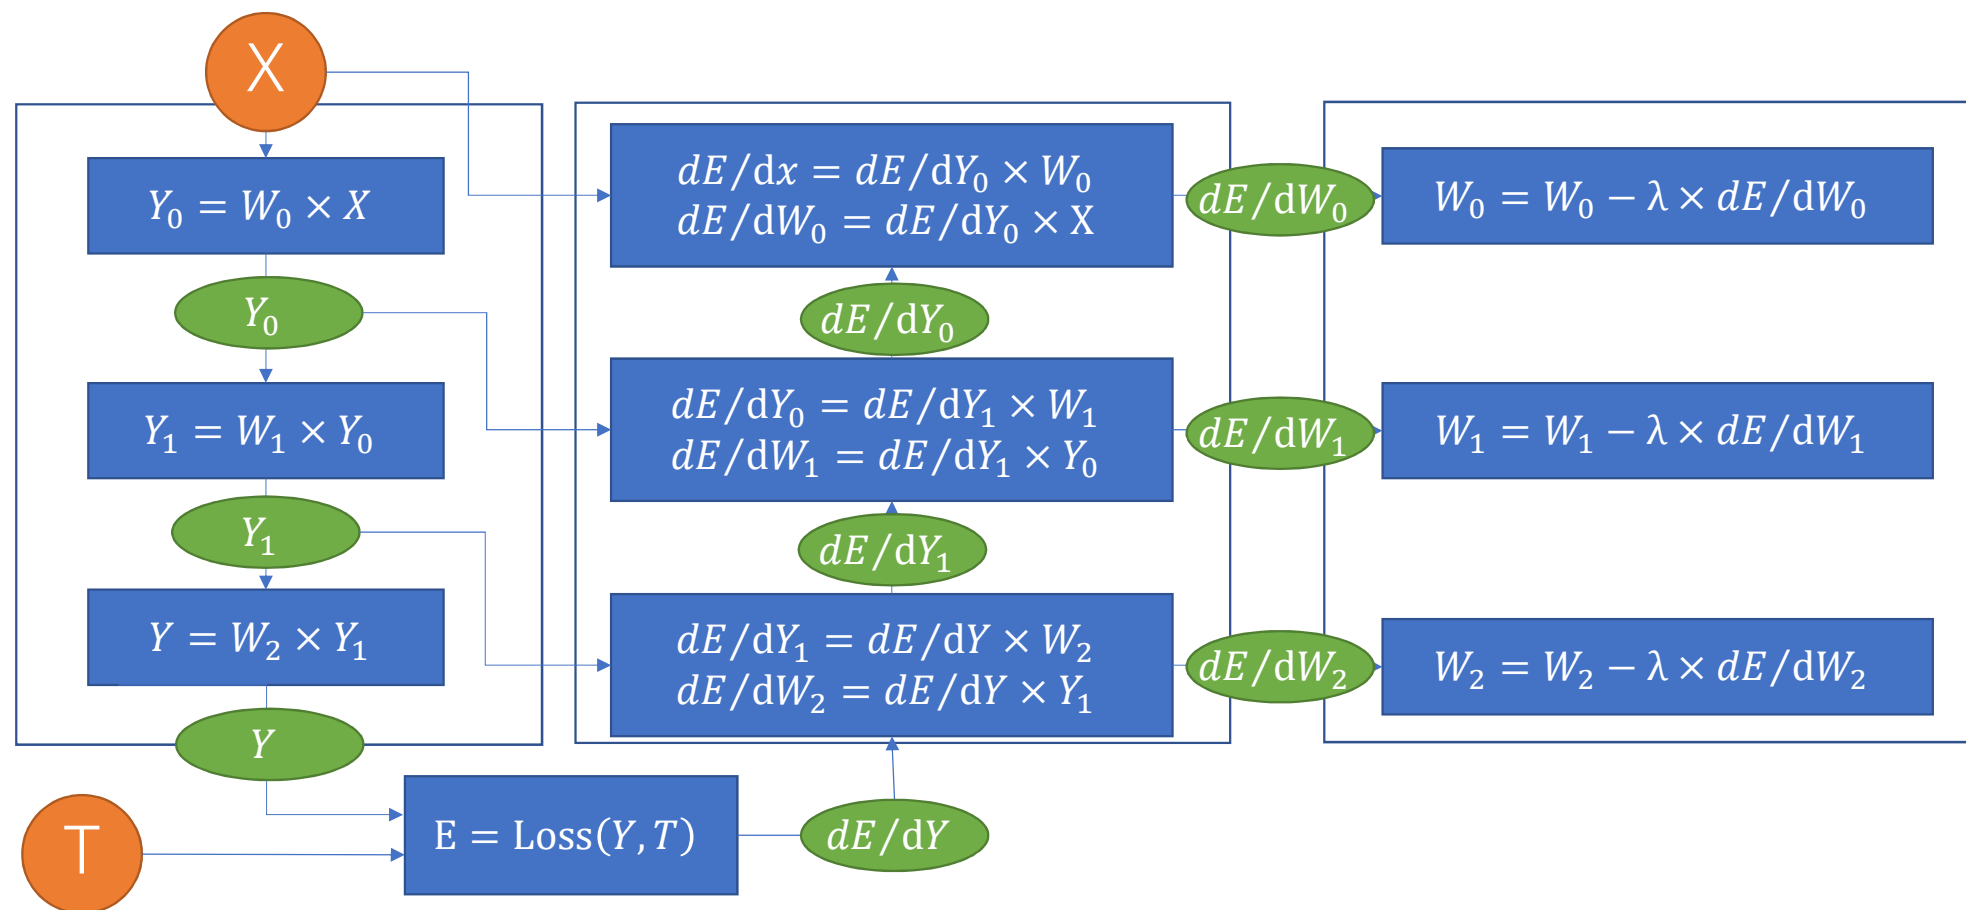 X
Y₀ = W₀ × X
Y₀
Y₁ = W₁ × Y₀
Y₁
Y = W₂ × Y₁
Y
T
E = Loss(Y, T)
dE/dY
dE/dx = dE/dY₀ × W₀
dE/dW₀ = dE/dY₀ × X
dE/dY₀
dE/dY₀ = dE/dY₁ × W₁
dE/dW₁ = dE/dY₁ × Y₀
dE/dY₁
dE/dY₁ = dE/dY × W₂
dE/dW₂ = dE/dY × Y₁
dE/dW₀
dE/dW₁
dE/dW₂
W₀ = W₀ − λ × dE/dW₀
W₁ = W₁ − λ × dE/dW₁
W₂ = W₂ − λ × dE/dW₂